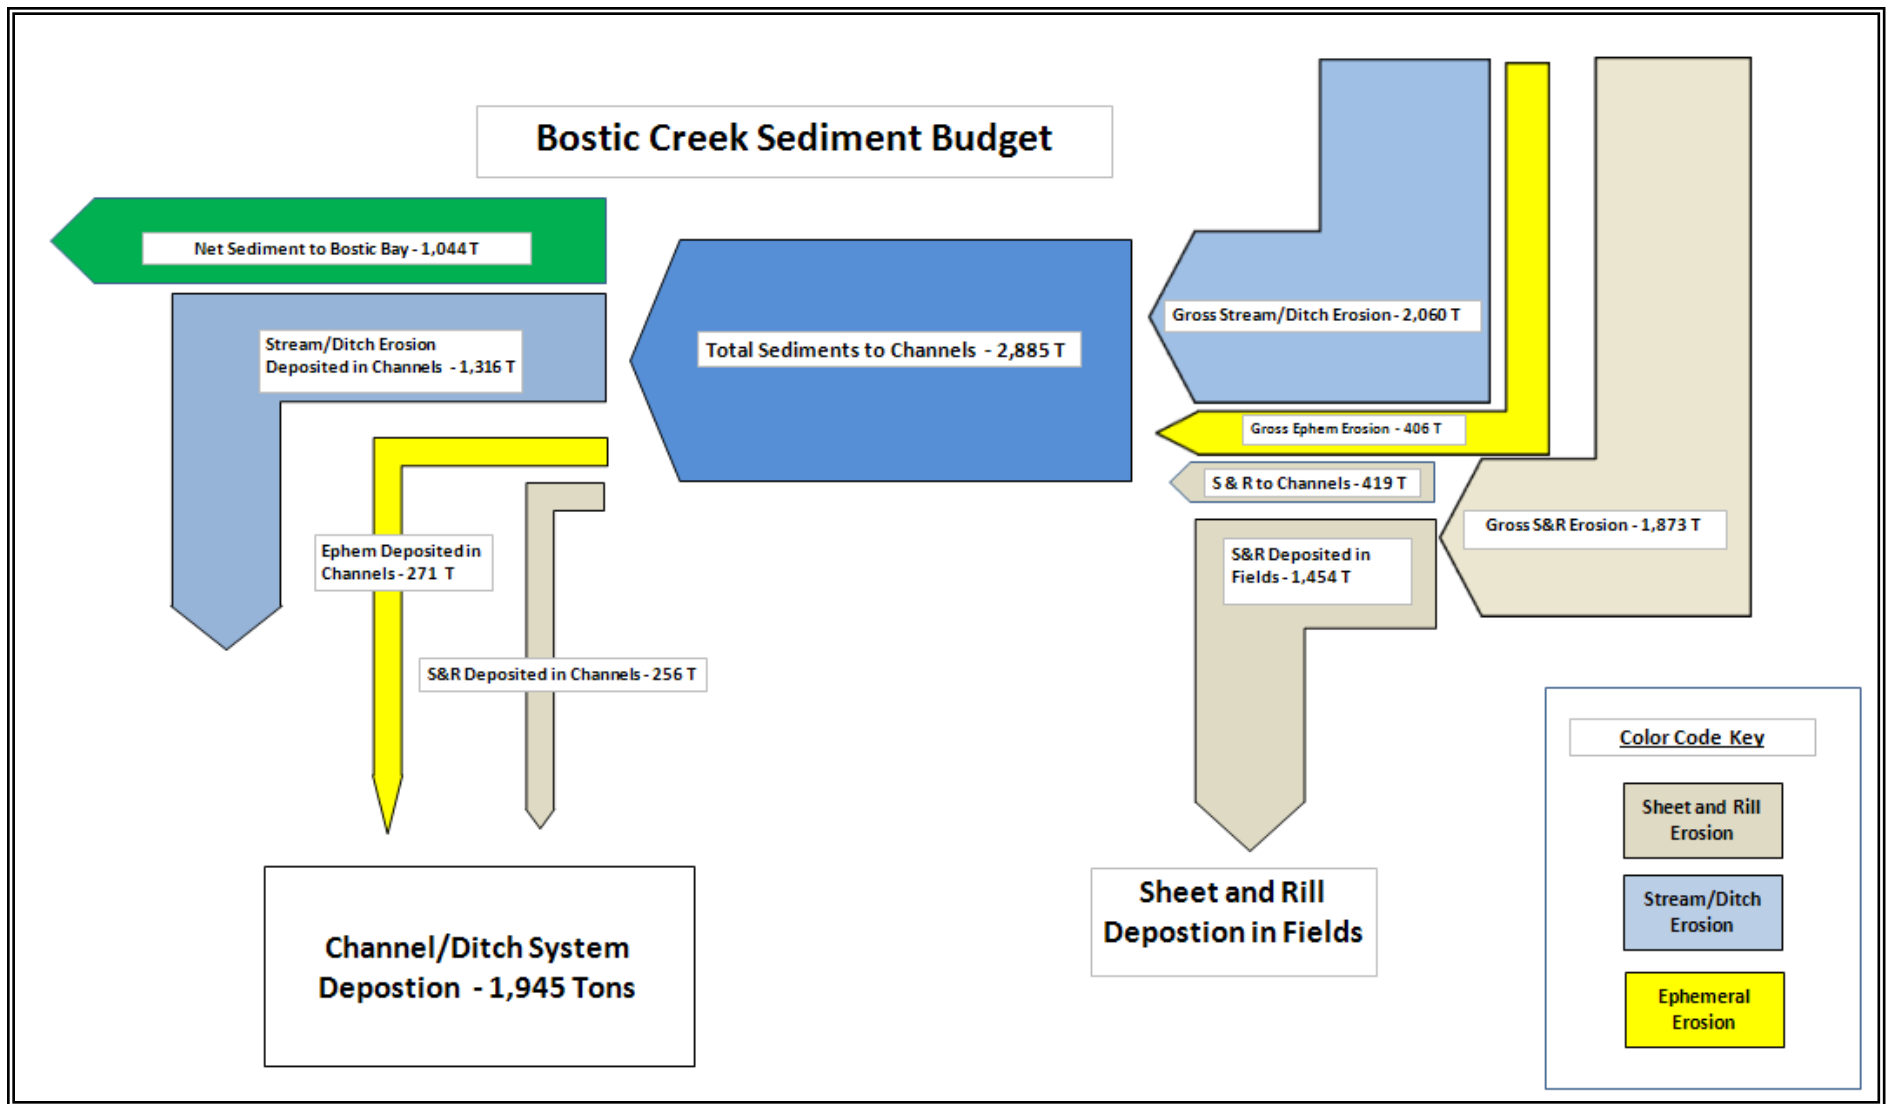 Bostic Creek Sediment Budget
Net Sediment to Bostic Bay - 1,044 T
Stream/Ditch Erosion
Deposited in Channels - 1,316 T
Total Sediments to Channels - 2,885 T
Gross Stream/Ditch Erosion - 2,060 T
Gross Ephem Erosion - 406 T
S & R to Channels - 419 T
Gross S&R Erosion - 1,873 T
S&R Deposited in
Fields - 1,454 T
Ephem Deposited in
Channels - 271 T
S&R Deposited in Channels - 256 T
Channel/Ditch System
Depostion - 1,945 Tons
Sheet and Rill
Depostion in Fields
Color Code Key
Sheet and Rill
Erosion
Stream/Ditch
Erosion
Ephemeral
Erosion